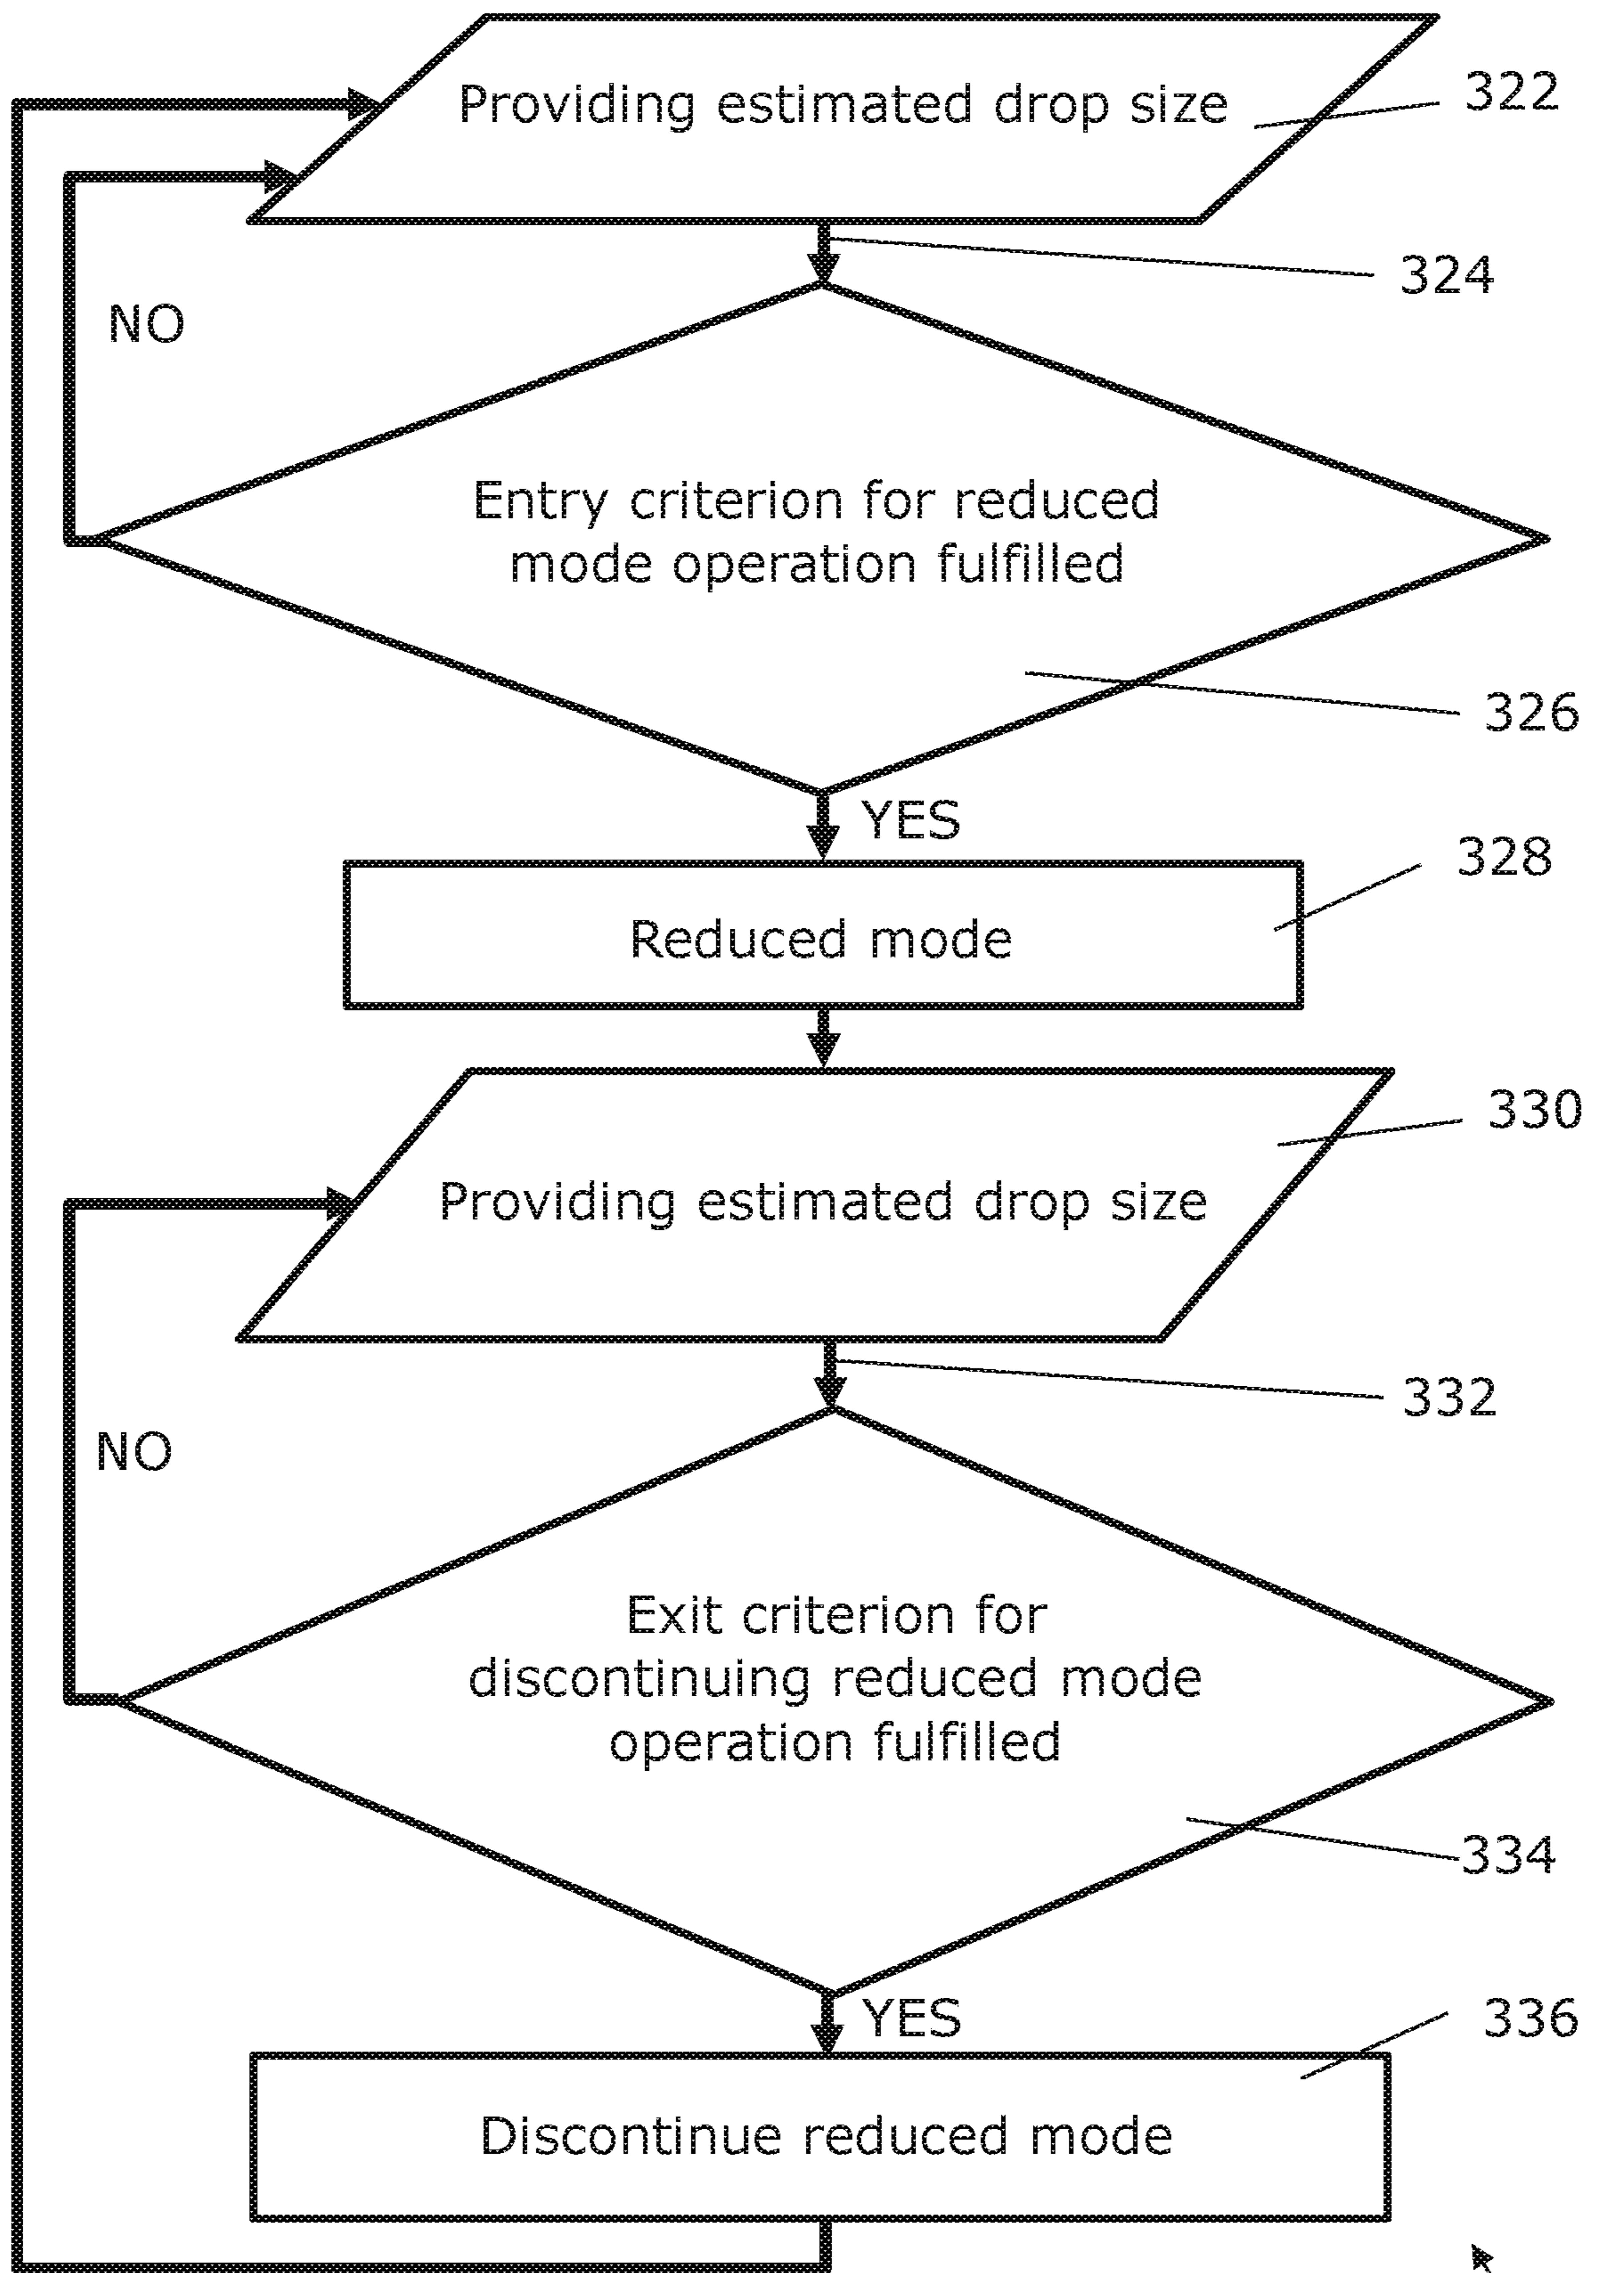 Providing estimated drop size
322
324
NO
Entry criterion for reduced
mode operation fulfilled
326
YES
328
Reduced mode
330
Providing estimated drop size
332
NO
Exit criterion for
discontinuing reduced mode
operation fulfilled
334
YES
336
Discontinue reduced mode